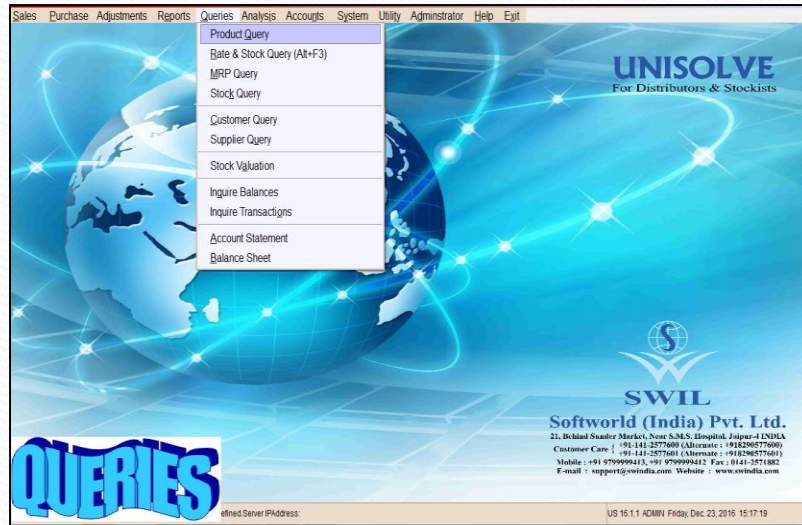 Sales Purchase Adjustments Reports Queries Analysis Accounts System Utility Adminstrator Help Exit
Product Query
Rate & Stock Query (Alt+F3)
MRP Query
Stock Query
Customer Query
Supplier Query
Stock Valuation
Inquire Balances
Inquire Transactions
Account Statement
Balance Sheet
UNISOLVE
For Distributors & Stockists
S
SWIL
Softworld (India) Pvt. Ltd.
21, Behind Sunder Market, Near S.M.S. Hospital, Jaipur-4 INDIA
Customer Care : +91-141-2577600 (Alternate : +918290577600)
+91-141-2577601 (Alternate : +918290577601)
Mobile : +91 9799999413, +91 9799999412 Fax : 0141-2571882
E-mail : support@swindia.com Website : www.swindia.com
QUERIES
efined.Server IPAddress:
US 16.1.1 ADMIN Friday, Dec. 23, 2016 15:17:19